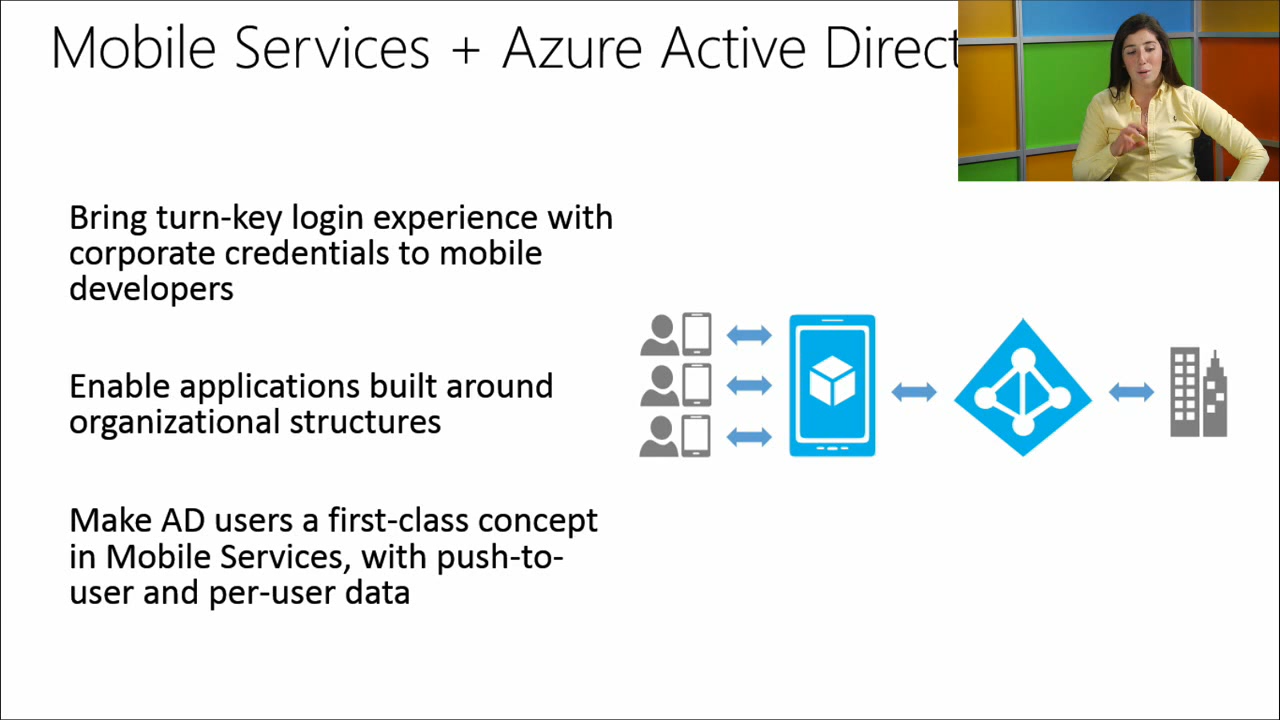 Mobile Services + Azure Active Direct
Bring turn-key login experience with
corporate credentials to mobile
developers
Enable applications built around
organizational structures
Make AD users a first-class concept
in Mobile Services, with push-to-
user and per-user data